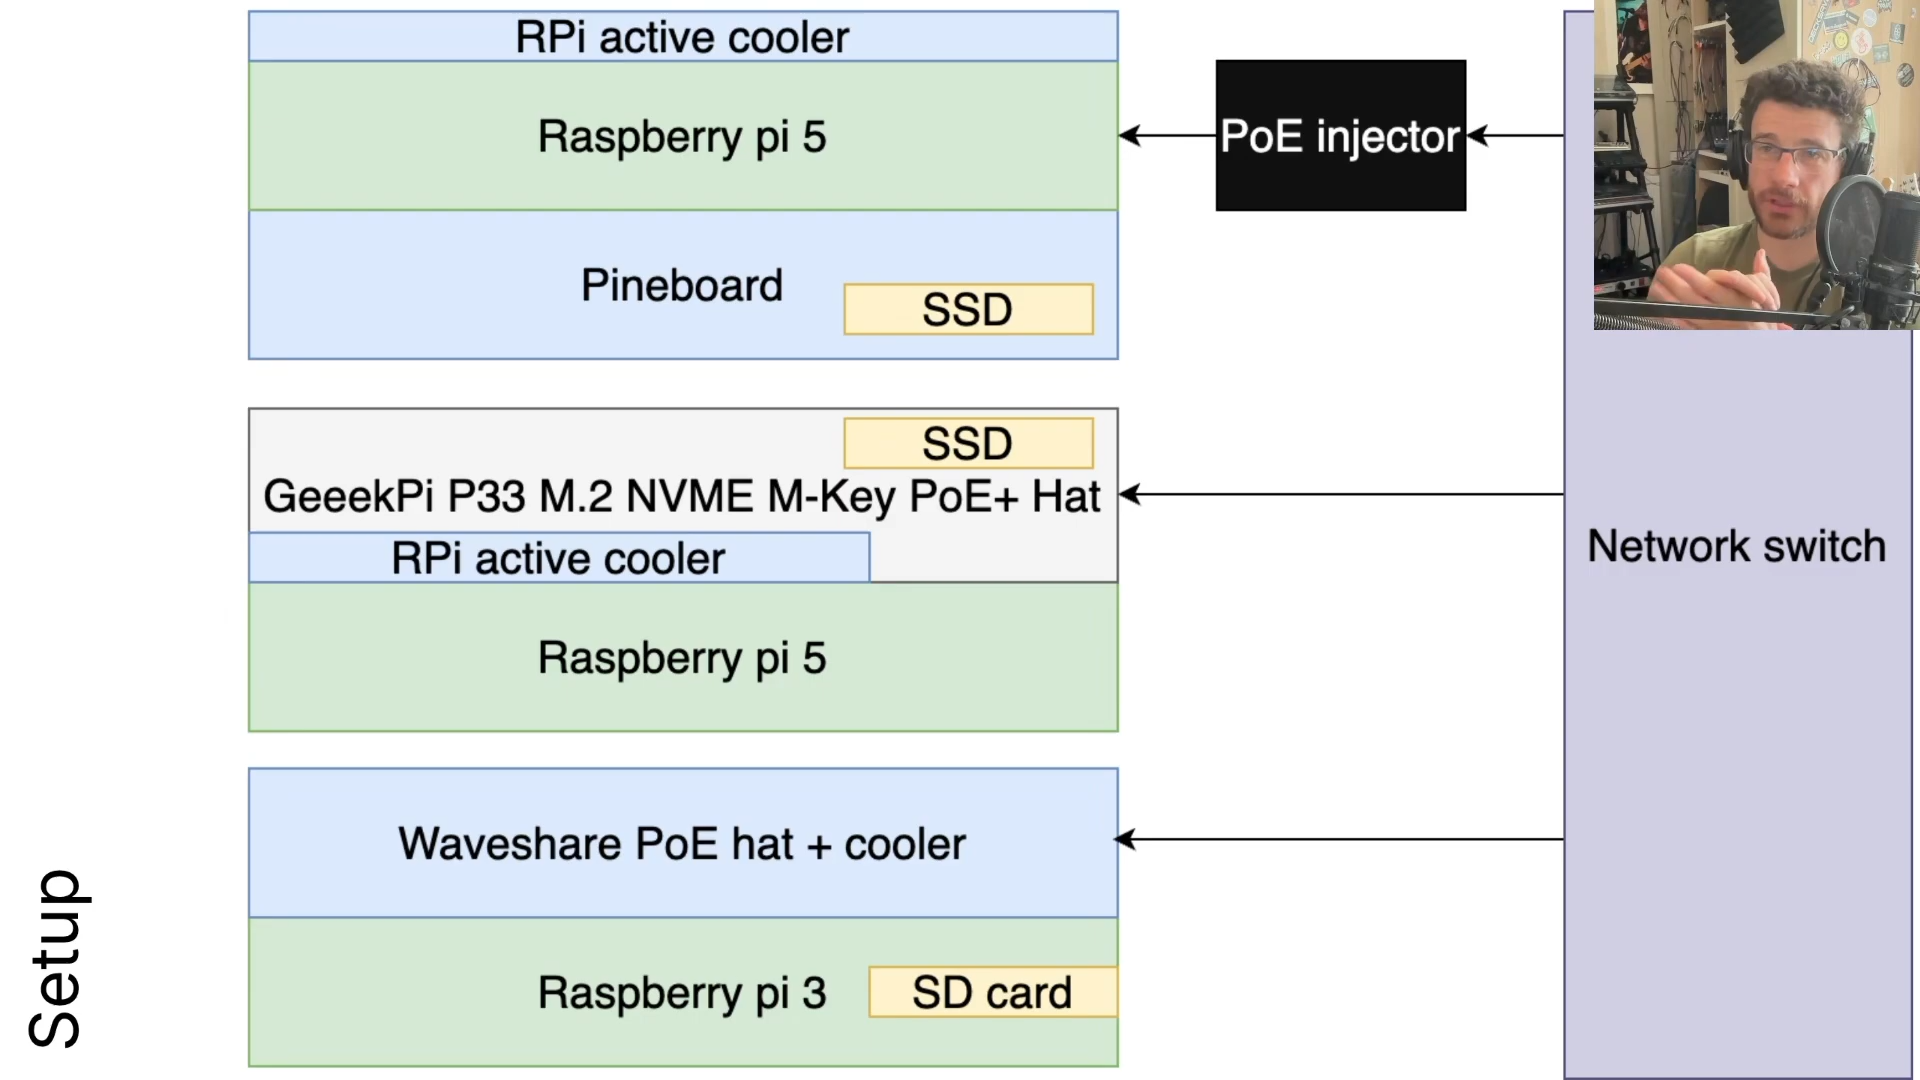 RPi active cooler
Raspberry pi 5
PoE injector
Pineboard
SSD
SSD
GeeekPi P33 M.2 NVME M-Key PoE+ Hat
RPi active cooler
Network switch
Raspberry pi 5
Waveshare PoE hat + cooler
Raspberry pi 3
SD card
Setup